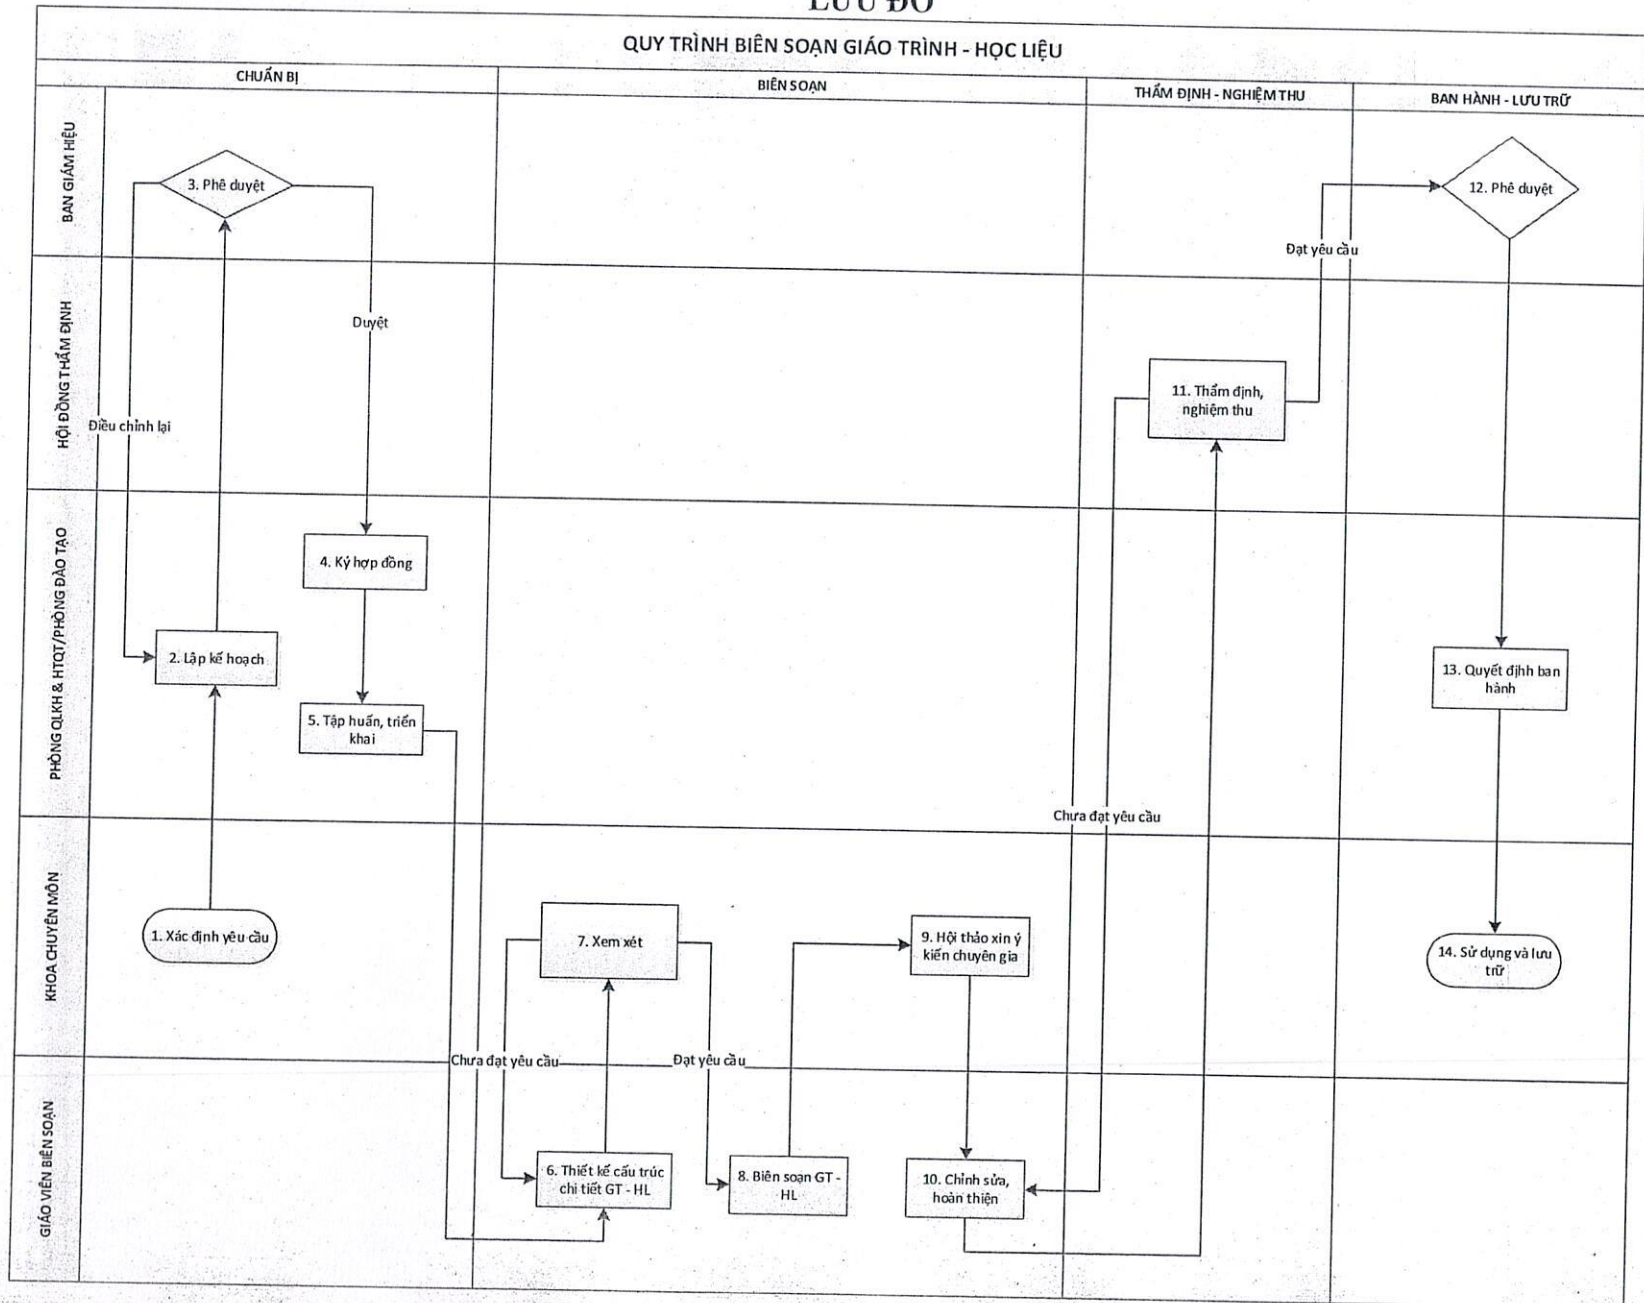 LƯU ĐỒ
QUY TRÌNH BIÊN SOẠN GIÁO TRÌNH - HỌC LIỆU
CHUẨN BỊ
BIÊN SOẠN
THẨM ĐỊNH - NGHIỆM THU
BAN HÀNH - LƯU TRỮ
BAN GIÁM HIỆU
3. Phê duyệt
12. Phê duyệt
Đạt yêu cầu
HỘI ĐỒNG THẨM ĐỊNH
Duyệt
Điều chỉnh lại
11. Thẩm định,
nghiệm thu
PHÒNG QLKH & HTQT/PHÒNG ĐÀO TẠO
4. Ký hợp đồng
2. Lập kế hoạch
5. Tập huấn, triển
khai
13. Quyết địhh ban
hành
Chưa đạt yêu cầu
KHOA CHUYÊN MÔN
1. Xác định yêu cầu
7. Xem xét
9. Hội thảo xin ý
kiến chuyên gia
14. Sử dụng và lưu
trữ
Chưa đạt yêu cầu
Đạt yêu cầu
GIÁO VIÊN BIÊN SOẠN
6. Thiết kế cấu trúc
chi tiết GT - HL
8. Biên soạn GT -
HL
10. Chỉnh sửa,
hoàn thiện